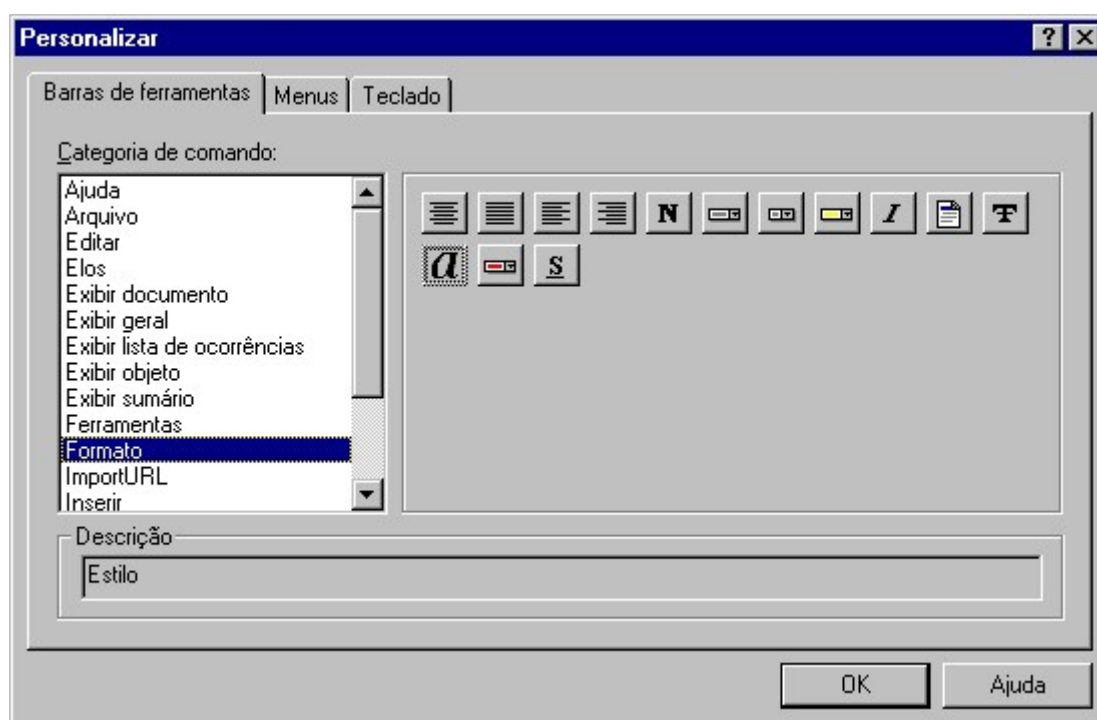 Personalizar
Barras de ferramentas Menus Teclado
Categoria de comando:
Ajuda
Arquivo
Editar
Elos
Exibir documento
Exibir geral
Exibir lista de ocorrências
Exibir objeto
Exibir sumário
Ferramentas
Formato
ImportURL
Inserir
N I T
a S
Descrição
Estilo
OK Ajuda